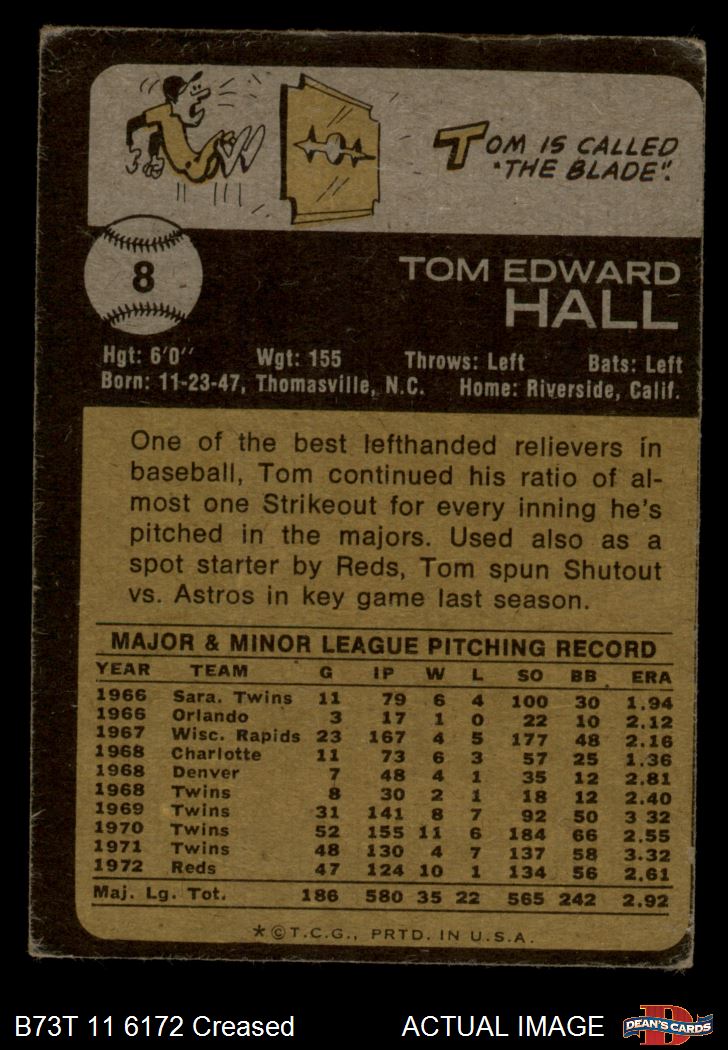 TOM IS CALLED
"THE BLADE".
8
TOM EDWARD
HALL
Hgt: 6'0" Wgt: 155 Throws: Left Bats: Left
Born: 11-23-47, Thomasville, N.C. Home: Riverside, Calif.
One of the best lefthanded relievers in
baseball, Tom continued his ratio of al-
most one Strikeout for every inning he's
pitched in the majors. Used also as a
spot starter by Reds, Tom spun Shutout
vs. Astros in key game last season.
MAJOR & MINOR LEAGUE PITCHING RECORD
YEAR TEAM G IP W L SO BB ERA
1966 Sara. Twins 11 79 6 4 100 30 1.94
1966 Orlando 3 17 1 0 22 10 2.12
1967 Wisc. Rapids 23 167 4 5 177 48 2.16
1968 Charlotte 11 73 6 3 57 25 1.36
1968 Denver 7 48 4 1 35 12 2.81
1968 Twins 8 30 2 1 18 12 2.40
1969 Twins 31 141 8 7 92 50 3 32
1970 Twins 52 155 11 6 184 66 2.55
1971 Twins 48 130 4 7 137 58 3.32
1972 Reds 47 124 10 1 134 56 2.61
Maj. Lg. Tot. 186 580 35 22 565 242 2.92
*©T.C.G., PRTD. IN U.S.A.
B73T 11 6172 Creased ACTUAL IMAGE
D
DEAN'S CARDS